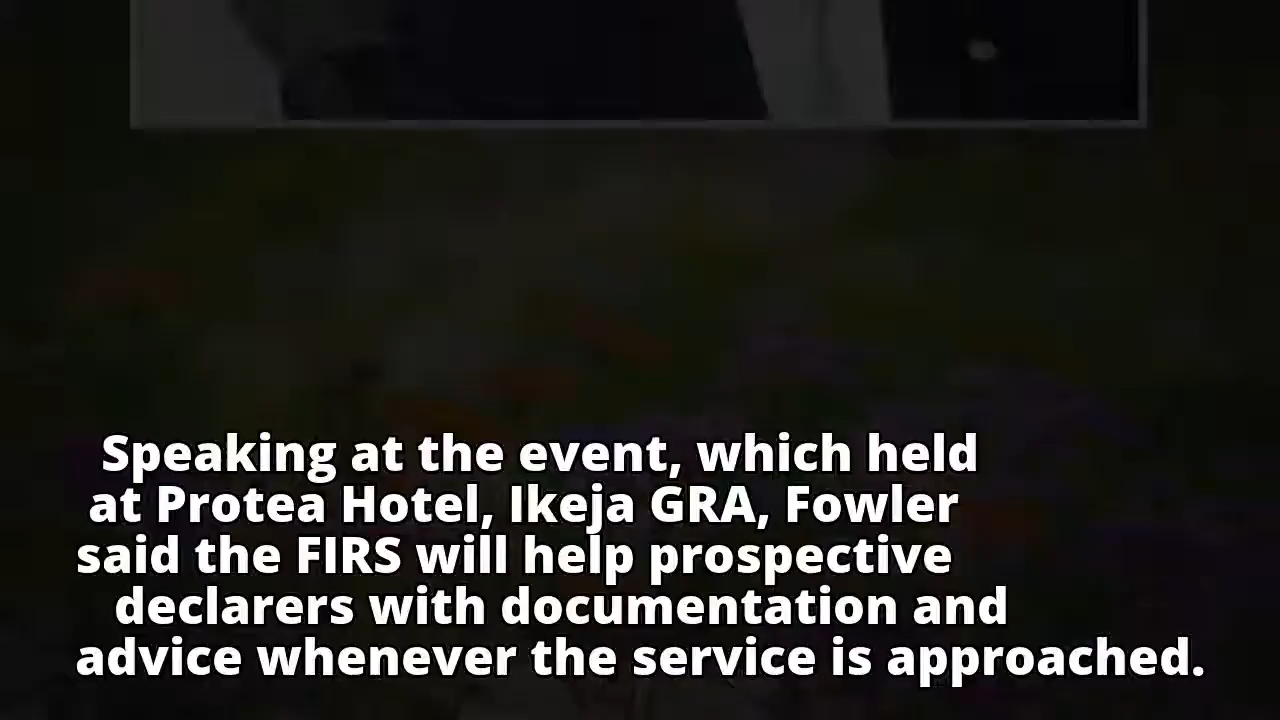 Speaking at the event, which held
at Protea Hotel, Ikeja GRA, Fowler
said the FIRS will help prospective
declarers with documentation and
advice whenever the service is approached.